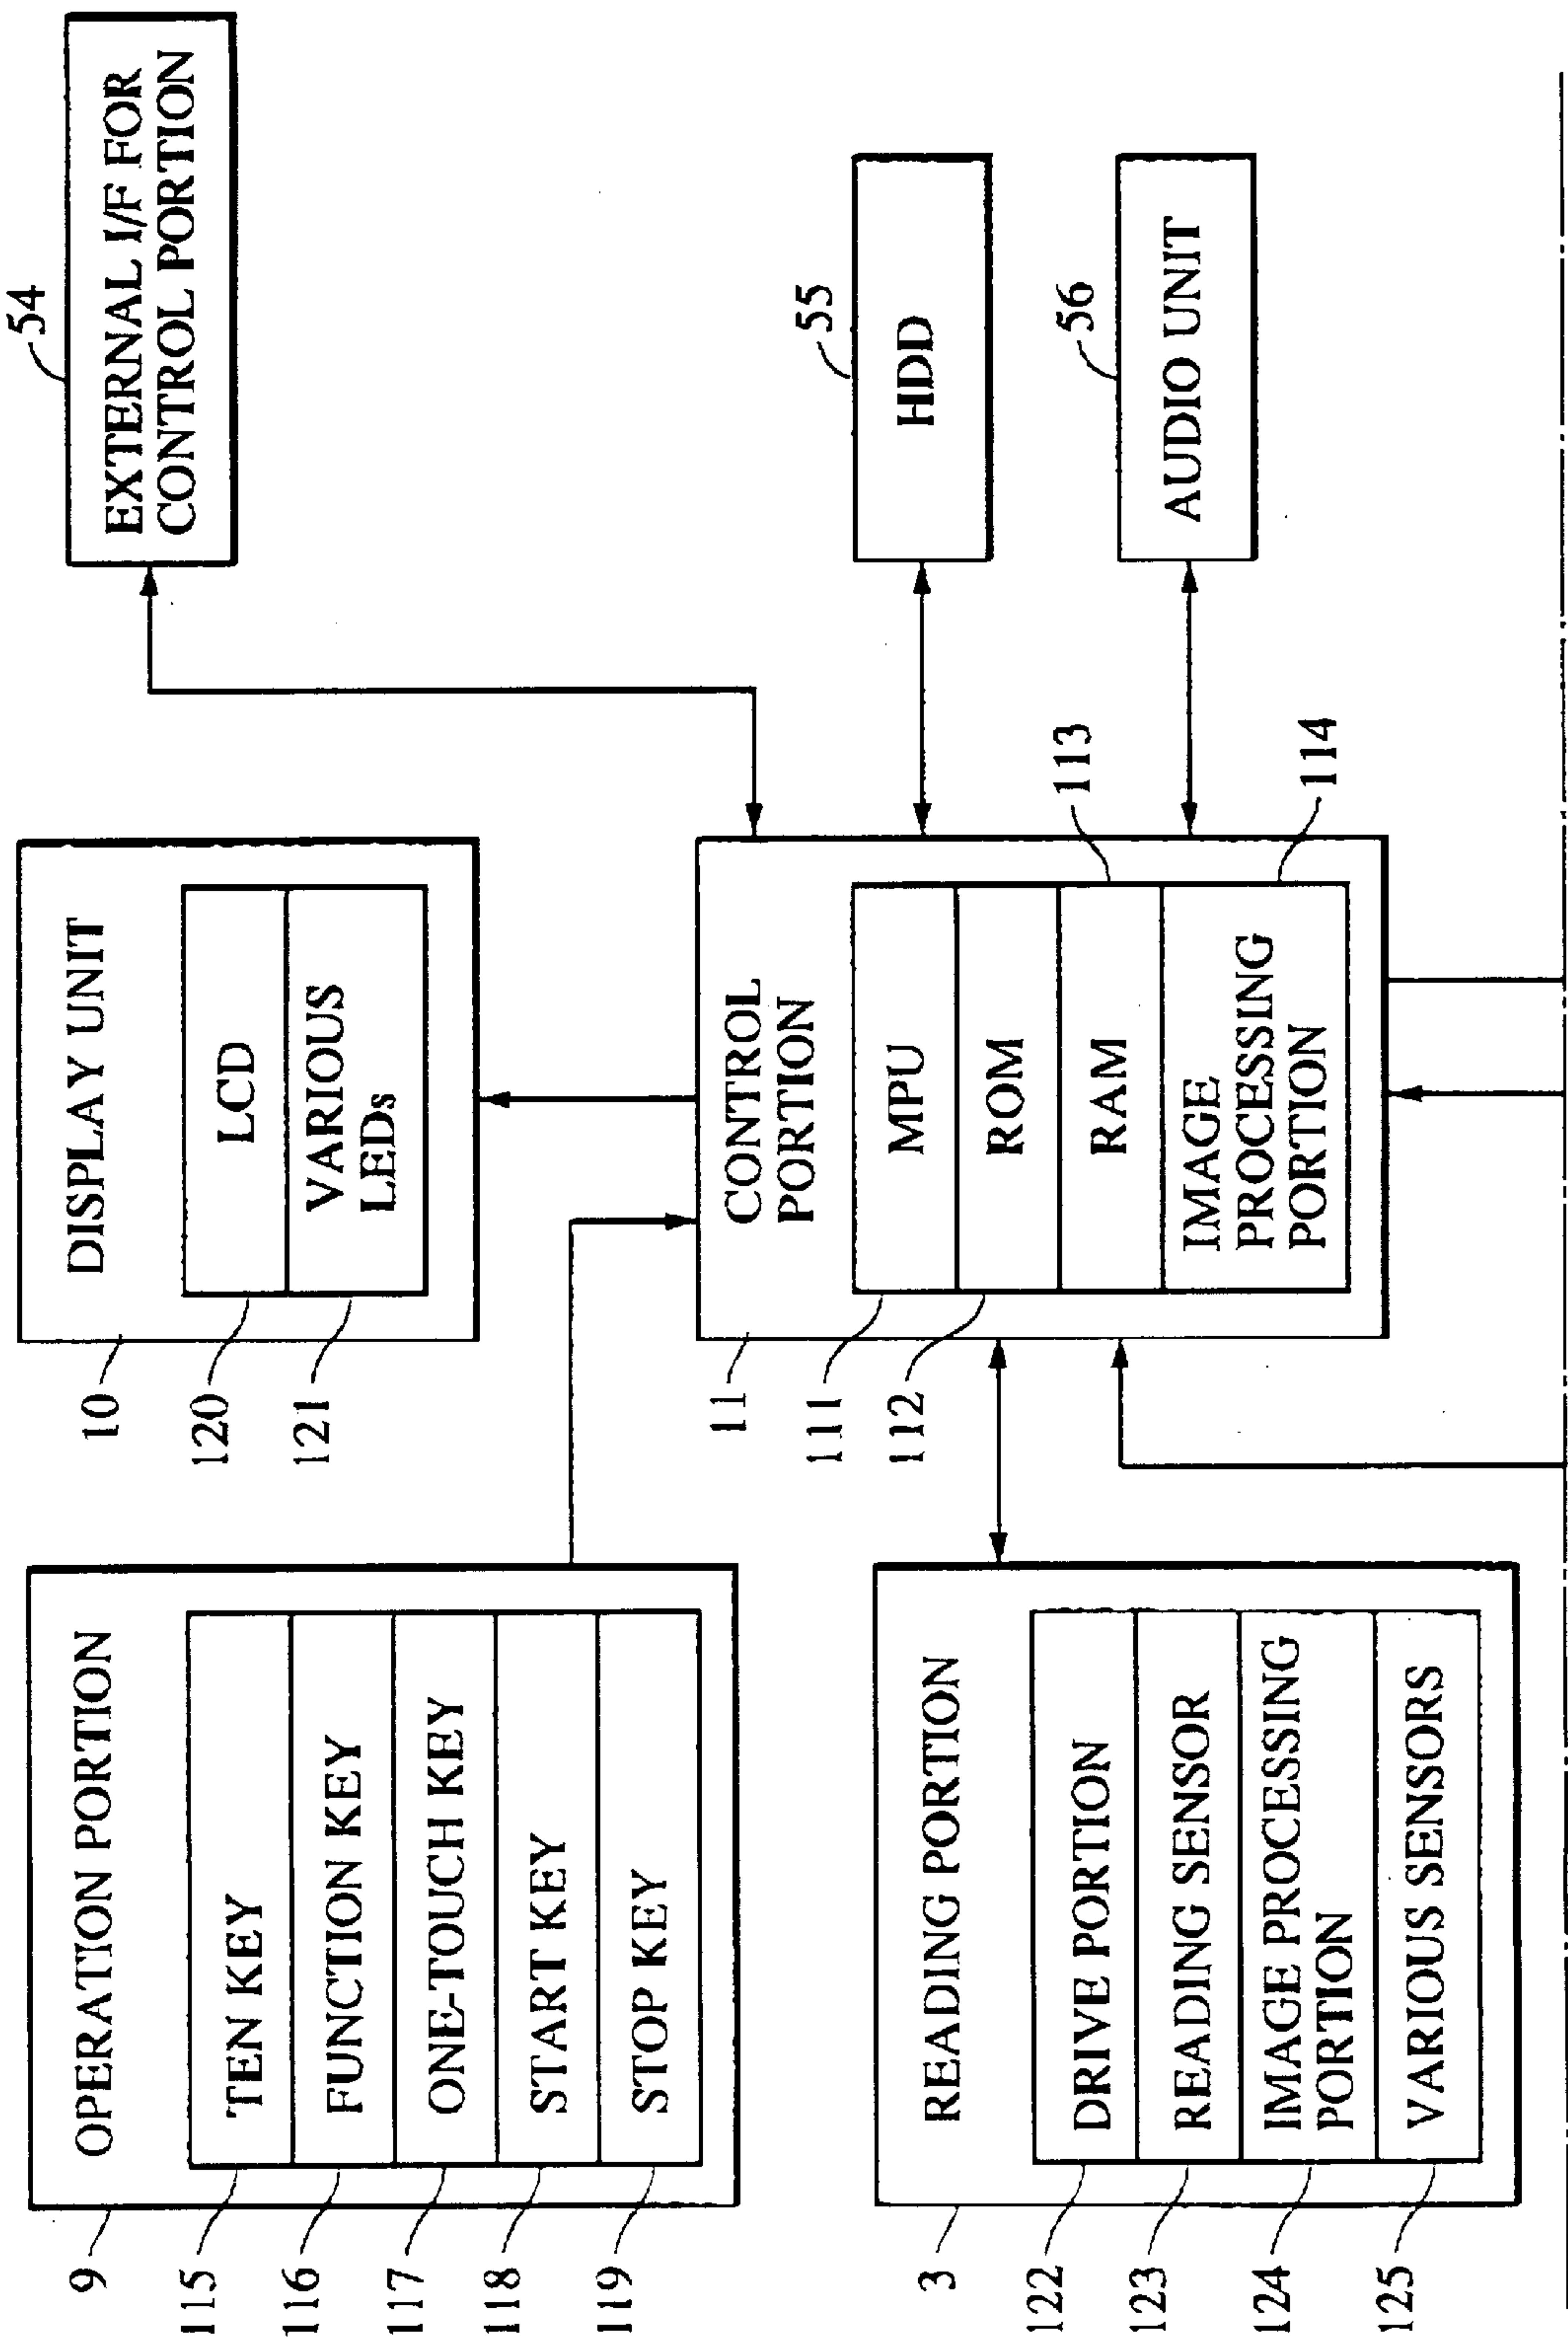 9
OPERATION PORTION
115
TEN KEY
116
FUNCTION KEY
117
ONE-TOUCH KEY
118
START KEY
119
STOP KEY
10
DISPLAY UNIT
120
LCD
121
VARIOUS
LEDs
54
EXTERNAL I/F FOR
CONTROL PORTION
3
READING PORTION
122
DRIVE PORTION
123
READING SENSOR
124
IMAGE PROCESSING
PORTION
125
VARIOUS SENSORS
11
CONTROL
PORTION
111
MPU
112
ROM
113
RAM
114
IMAGE
PROCESSING
PORTION
55
HDD
56
AUDIO UNIT